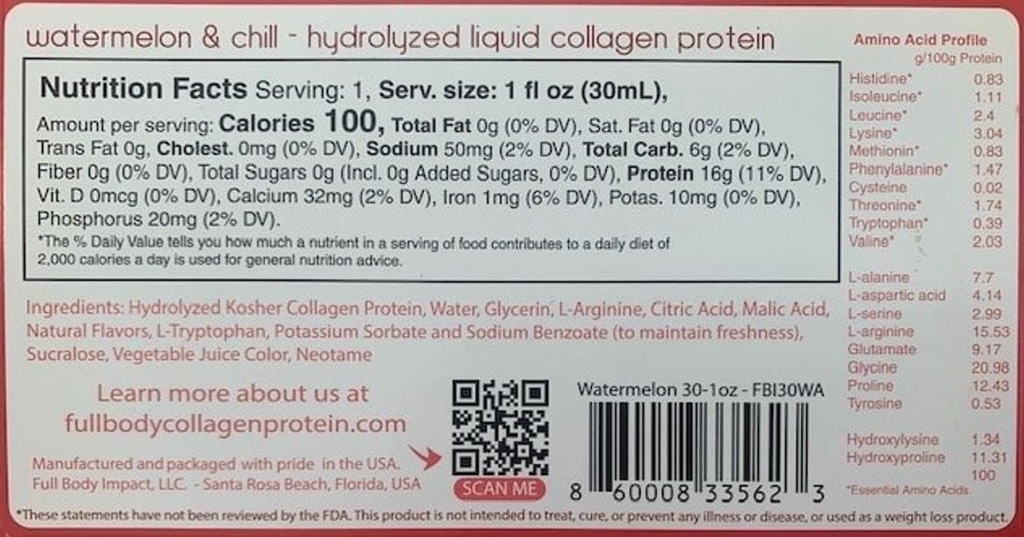 watermelon & chill - hydrolyzed liquid collagen protein
Nutrition Facts Serving: 1, Serv. size: 1 fl oz (30mL),
Amount per serving: Calories 100, Total Fat 0g (0% DV), Sat. Fat 0g (0% DV),
Trans Fat 0g, Cholest. 0mg (0% DV), Sodium 50mg (2% DV), Total Carb. 6g (2% DV),
Fiber 0g (0% DV), Total Sugars 0g (Incl. 0g Added Sugars, 0% DV), Protein 16g (11% DV),
Vit. D 0mcg (0% DV), Calcium 32mg (2% DV), Iron 1mg (6% DV), Potas. 10mg (0% DV),
Phosphorus 20mg (2% DV).
*The % Daily Value tells you how much a nutrient in a serving of food contributes to a daily diet of
2,000 calories a day is used for general nutrition advice.
Ingredients: Hydrolyzed Kosher Collagen Protein, Water, Glycerin, L-Arginine, Citric Acid, Malic Acid,
Natural Flavors, L-Tryptophan, Potassium Sorbate and Sodium Benzoate (to maintain freshness),
Sucralose, Vegetable Juice Color, Neotame
Learn more about us at
fullbodycollagenprotein.com
Manufactured and packaged with pride in the USA.
Full Body Impact, LLC. - Santa Rosa Beach, Florida, USA
SCAN ME
Watermelon 30-1oz - FBI30WA
8 60008 33562 3
Amino Acid Profile
g/100g Protein
Histidine* 0.83
Isoleucine* 1.11
Leucine* 2.4
Lysine* 3.04
Methionin* 0.83
Phenylalanine* 1.47
Cysteine 0.02
Threonine* 1.74
Tryptophan* 0.39
Valine* 2.03
L-alanine 7.7
L-aspartic acid 4.14
L-serine 2.99
L-arginine 15.53
Glutamate 9.17
Glycine 20.98
Proline 12.43
Tyrosine 0.53
Hydroxylysine 1.34
Hydroxyproline 11.31
100
*Essential Amino Acids
*These statements have not been reviewed by the FDA. This product is not intended to treat, cure, or prevent any illness or disease, or used as a weight loss product.